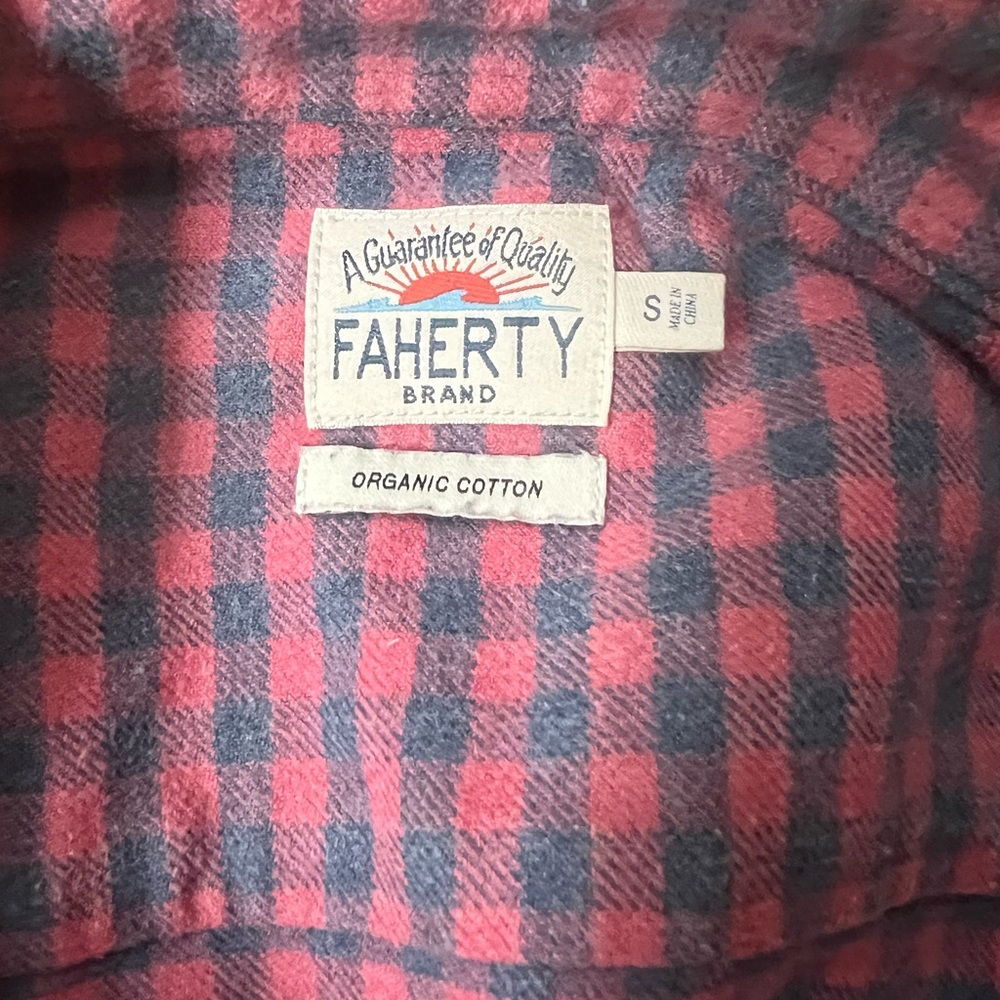 A Guarantee of Quality
FAHERTY
BRAND
S
MADE IN
CHINA
ORGANIC COTTON